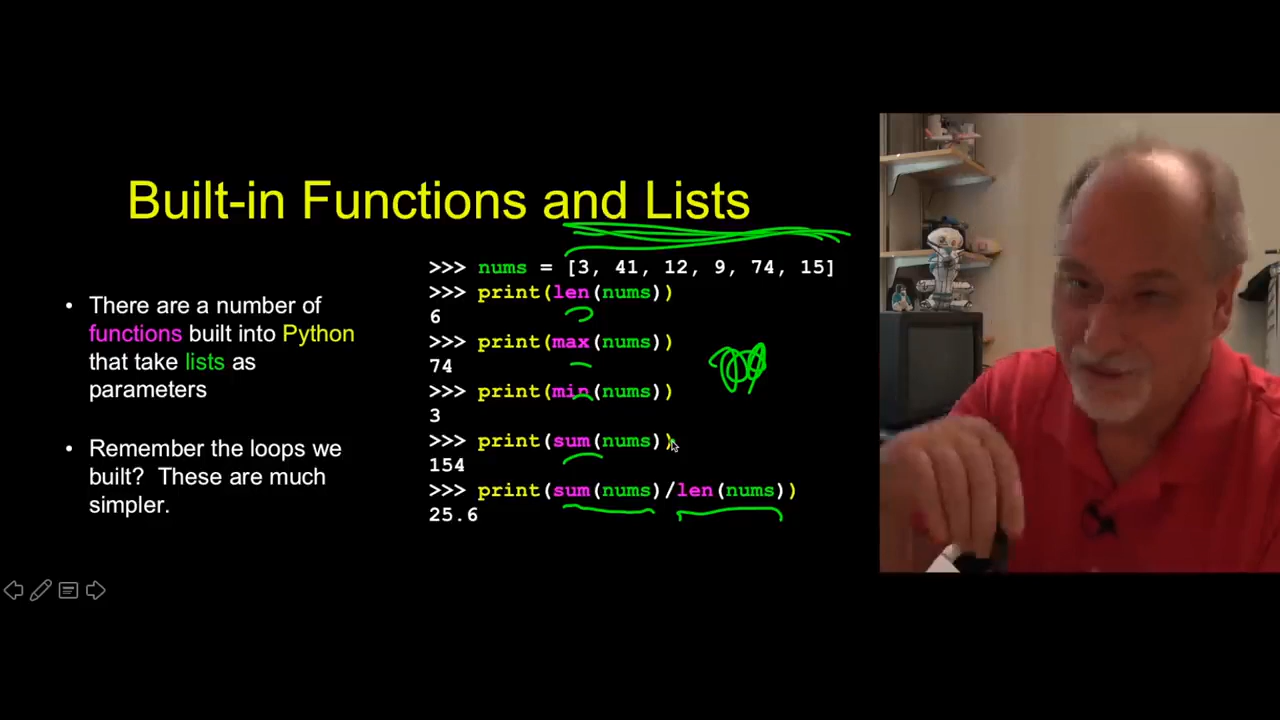 Built-in Functions and Lists
• There are a number of
functions built into Python
that take lists as
parameters
• Remember the loops we
built? These are much
simpler.
>>> nums = [3, 41, 12, 9, 74, 15]
>>> print(len(nums))
6
>>> print(max(nums))
74
>>> print(min(nums))
3
>>> print(sum(nums))
154
>>> print(sum(nums)/len(nums))
25.6